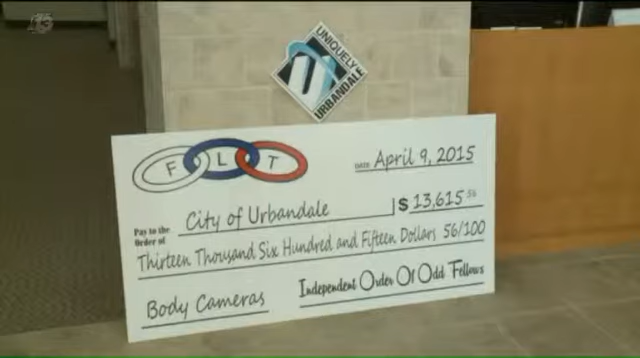 13
UNIQUELY
U
URBANDALE
F L T
DATE April 9, 2015
Pay to the
Order of City of Urbandale $ 13,615 56
Thirteen Thousand Six Hundred and Fifteen Dollars 56/100
Body Cameras Independent Order Of Odd Fellows